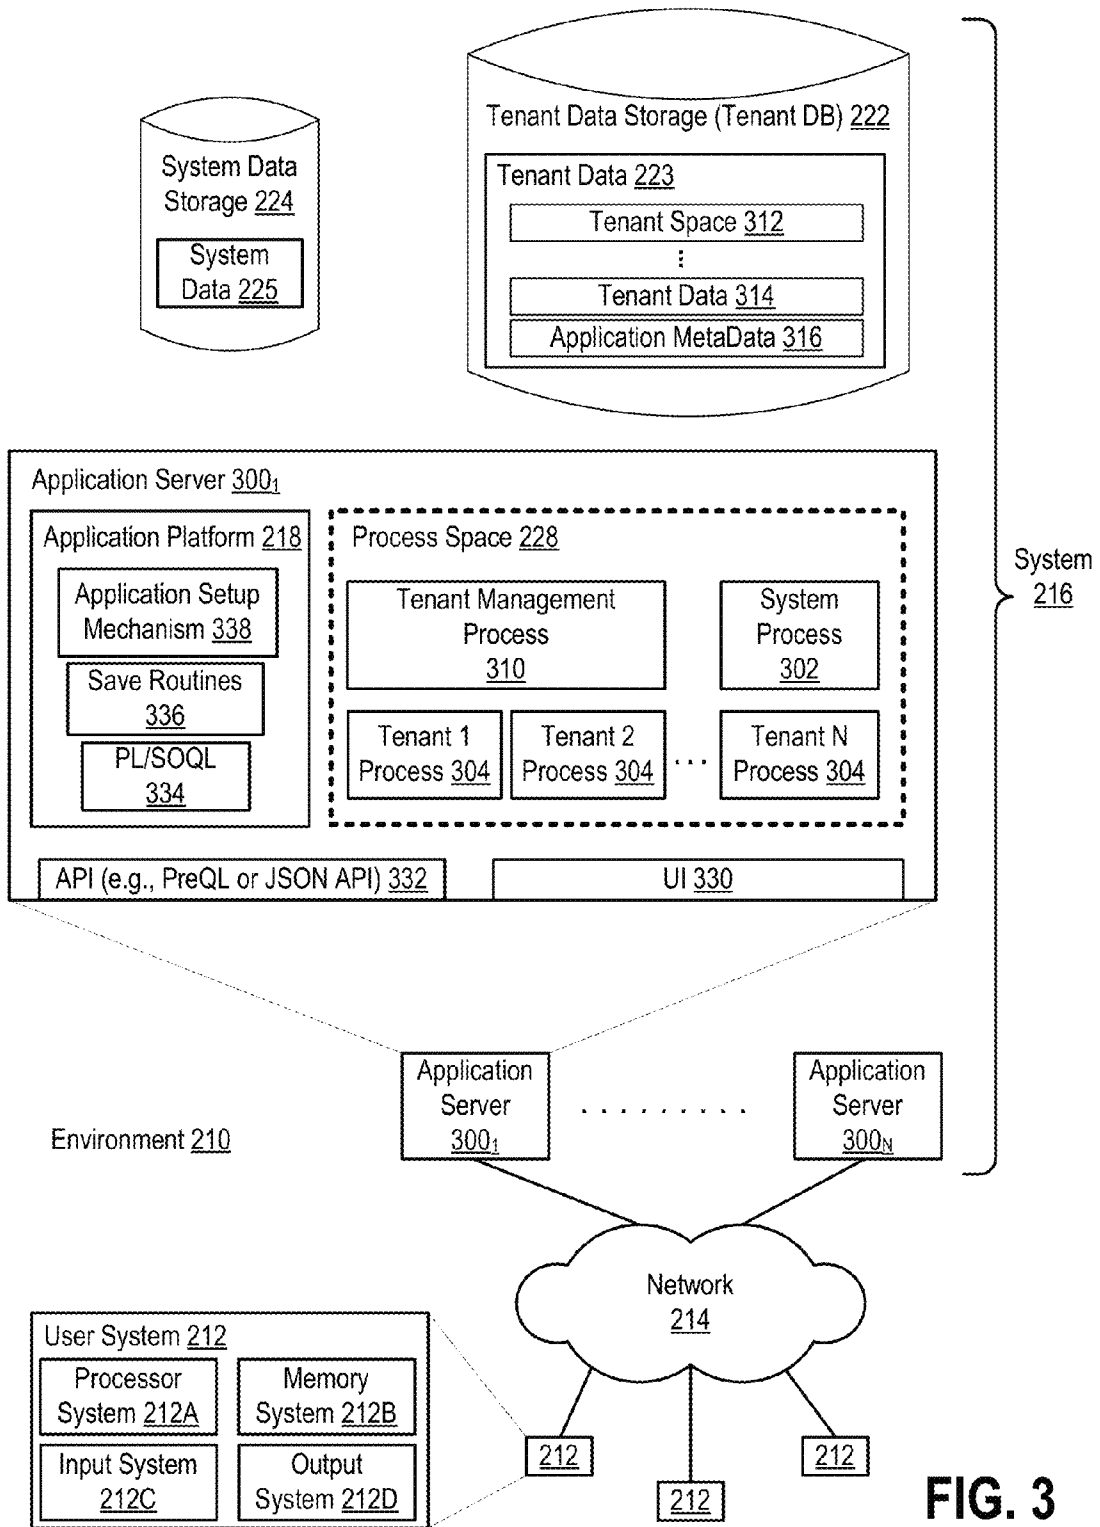 Tenant Data Storage (Tenant DB) 222
System Data
Storage 224
System
Data 225
Tenant Data 223
Tenant Space 312
Tenant Data 314
Application MetaData 316
System
216
Application Server 300₁
Application Platform 218
Application Setup
Mechanism 338
Save Routines
336
PL/SOQL
334
Process Space 228
Tenant Management
Process
310
System
Process
302
Tenant 1
Process 304
Tenant 2
Process 304
...
Tenant N
Process 304
API (e.g., PreQL or JSON API) 332
UI 330
Application
Server
300₁
. . . . . . . . .
Application
Server
300N
Environment 210
Network
214
User System 212
Processor
System 212A
Memory
System 212B
Input System
212C
Output
System 212D
212
212
212
FIG. 3